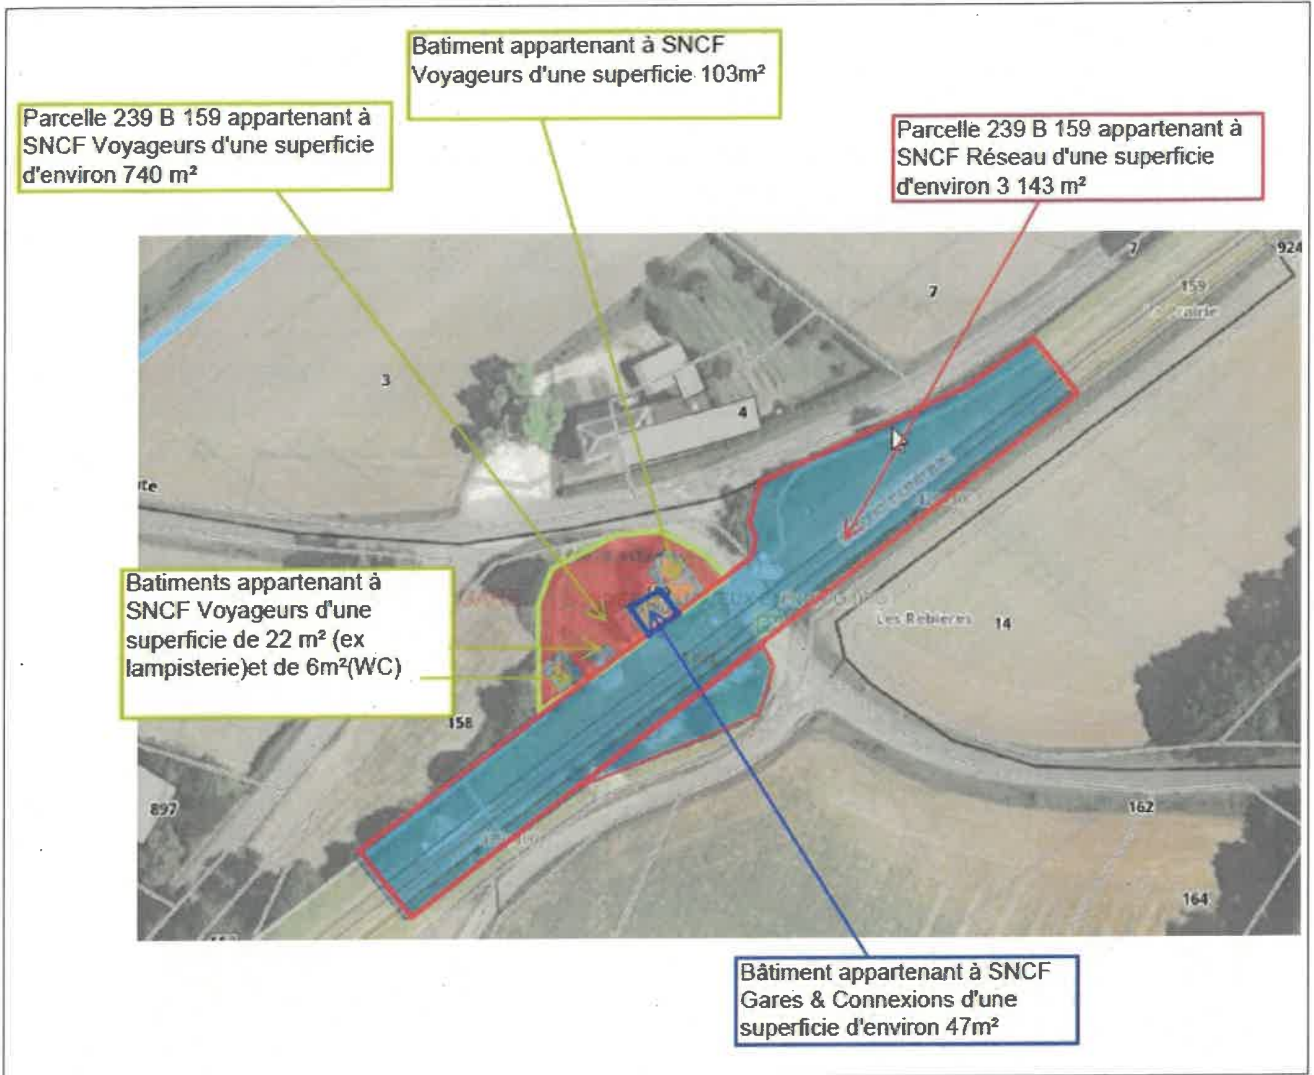 Batiment appartenant à SNCF
Voyageurs d'une superficie 103m²
Parcelle 239 B 159 appartenant à
SNCF Voyageurs d'une superficie
d'environ 740 m²
Parcelle 239 B 159 appartenant à
SNCF Réseau d'une superficie
d'environ 3 143 m²
7
924
159
7
3
4
Batiments appartenant à
SNCF Voyageurs d'une
superficie de 22 m² (ex
lampisterie)et de 6m²(WC)
Les Rebières
14
158
897
162
164
Bâtiment appartenant à SNCF
Gares & Connexions d'une
superficie d'environ 47m²